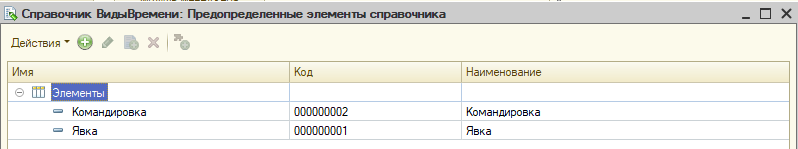 Справочник ВидыВремени: Предопределенные элементы справочника
Действия
Имя Код Наименование
Элементы
Командировка 000000002 Командировка
Явка 000000001 Явка